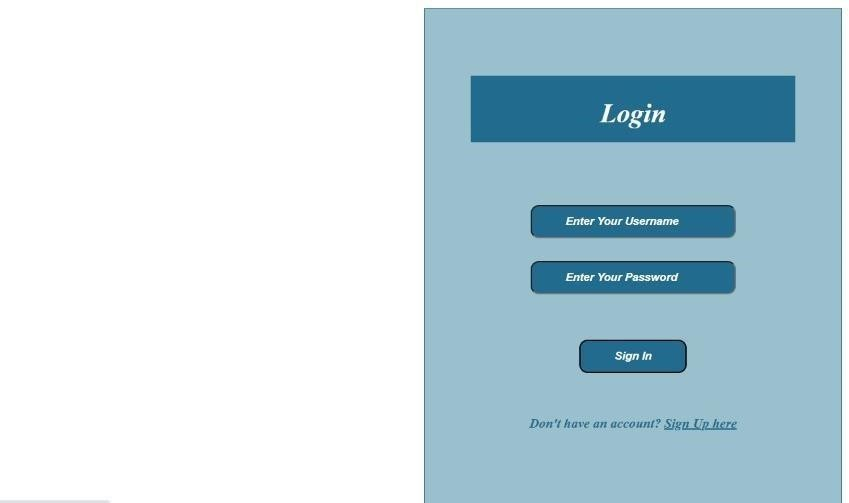 Login
Enter Your Username
Enter Your Password
Sign In
Don't have an account? Sign Up here